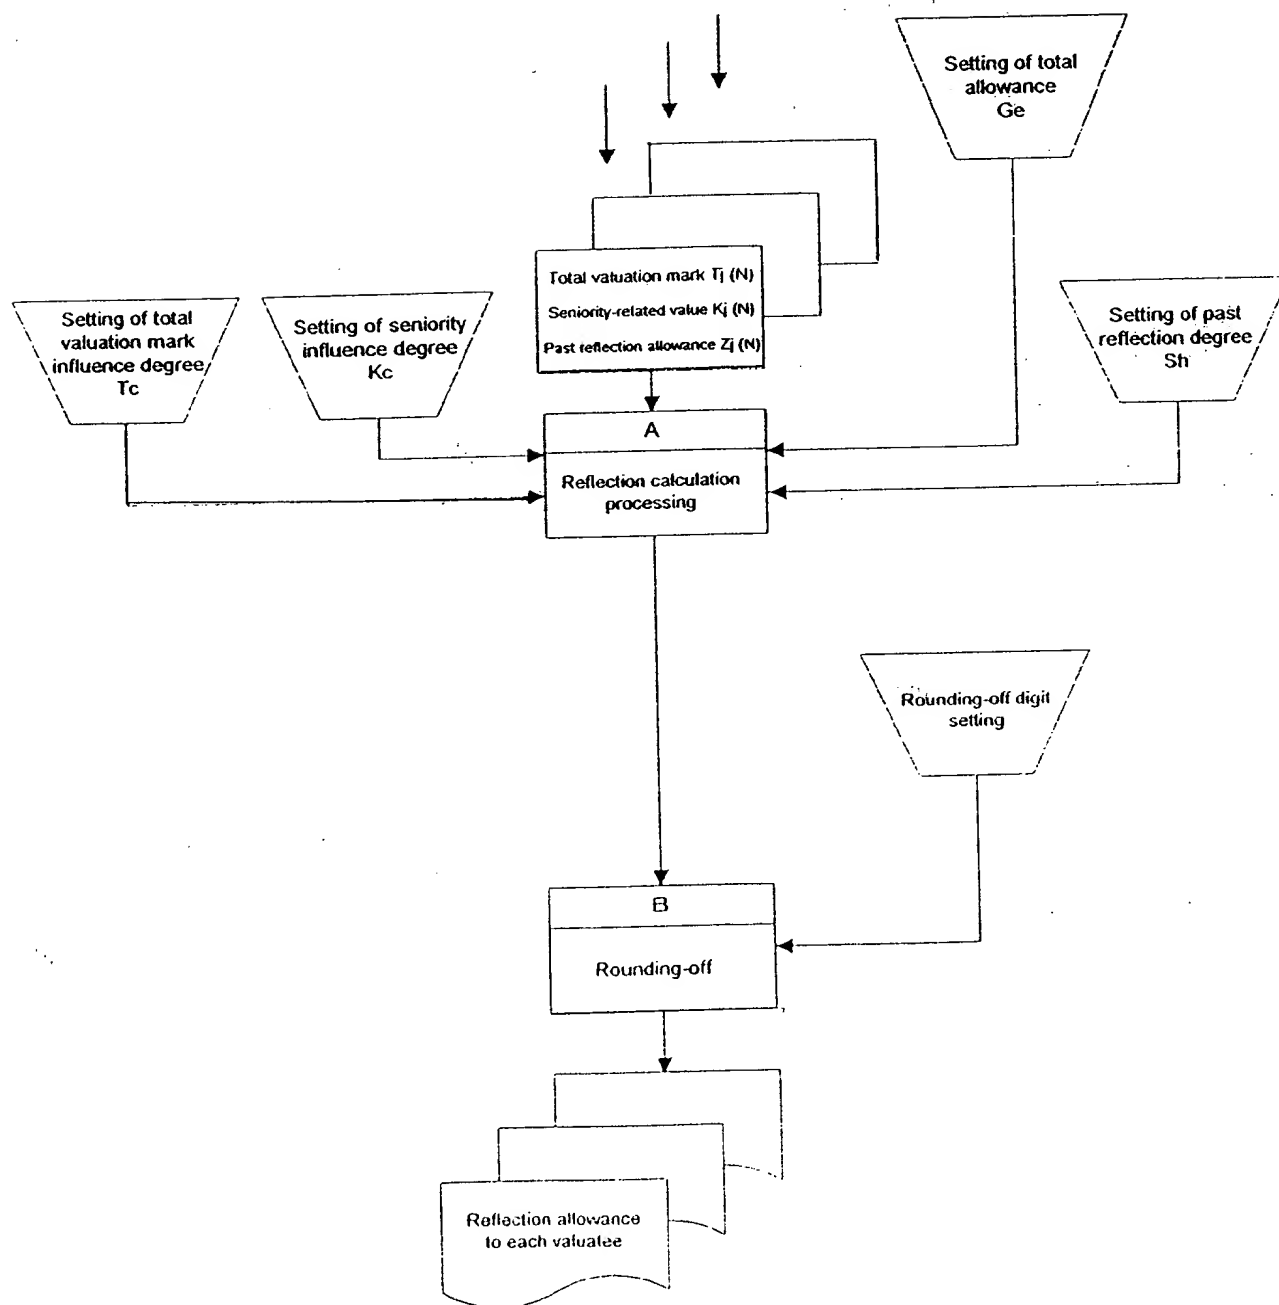 Setting of total
allowance
Ge
Total valuation mark Tj (N)
Seniority-related value Kj (N)
Past reflection allowance Zj (N)
Setting of total
valuation mark
influence degree
Tc
Setting of seniority
influence degree
Kc
Setting of past
reflection degree
Sh
A
Reflection calculation
processing
Rounding-off digit
setting
B
Rounding-off
Reflection allowance
to each valuatee